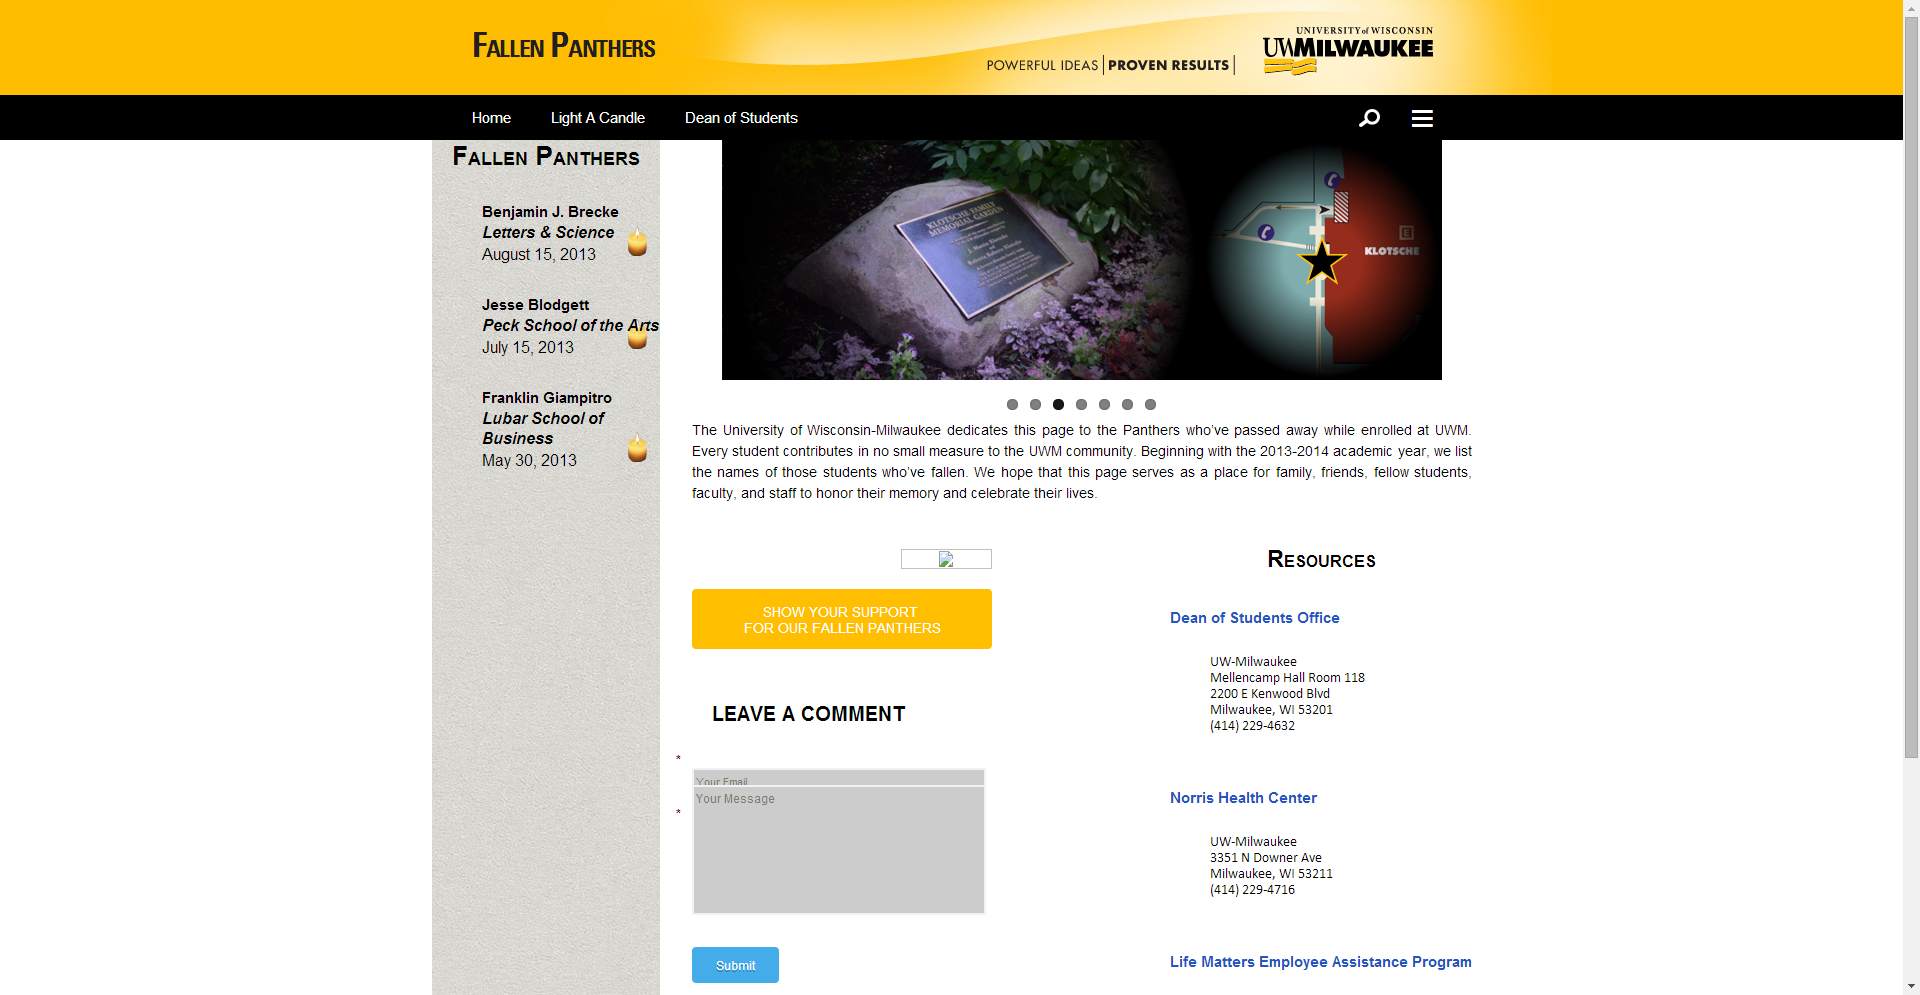 FALLEN PANTHERS
POWERFUL IDEAS | PROVEN RESULTS
UNIVERSITY of WISCONSIN
UWMILWAUKEE
Home
Light A Candle
Dean of Students
FALLEN PANTHERS
Benjamin J. Brecke
Letters & Science
August 15, 2013
Jesse Blodgett
Peck School of the Arts
July 15, 2013
Franklin Giampitro
Lubar School of
Business
May 30, 2013
KLOTSCHE FAMILY
MEMORIAL GARDEN
E
KLOTSCHE
The University of Wisconsin-Milwaukee dedicates this page to the Panthers who've passed away while enrolled at UWM.
Every student contributes in no small measure to the UWM community. Beginning with the 2013-2014 academic year, we list
the names of those students who've fallen. We hope that this page serves as a place for family, friends, fellow students,
faculty, and staff to honor their memory and celebrate their lives.
SHOW YOUR SUPPORT
FOR OUR FALLEN PANTHERS
LEAVE A COMMENT
*
Your Email
Your Message
*
Submit
RESOURCES
Dean of Students Office
UW-Milwaukee
Mellencamp Hall Room 118
2200 E Kenwood Blvd
Milwaukee, WI 53201
(414) 229-4632
Norris Health Center
UW-Milwaukee
3351 N Downer Ave
Milwaukee, WI 53211
(414) 229-4716
Life Matters Employee Assistance Program